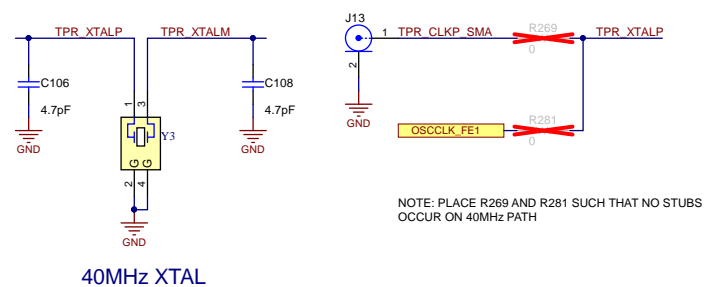 TPR_XTALP
TPR_XTALM
C106
4.7pF
GND
C108
4.7pF
GND
1
3
Y3
G
G
2
4
GND
40MHz XTAL
J13
1
TPR_CLKP_SMA
R269
0
TPR_XTALP
2
GND
OSCCLK_FE1
R281
0
NOTE: PLACE R269 AND R281 SUCH THAT NO STUBS
OCCUR ON 40MHz PATH